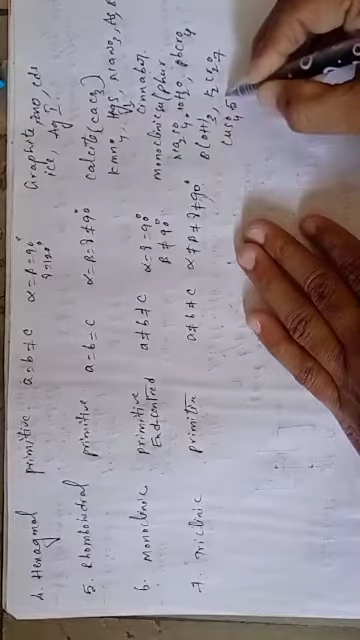 4. Hexagonal primitive a=b≠c α=β=90° γ=120° Graphite, ZnO, CdS
ice, AgI,
5. Rhombohedral primitive a=b=c α=β=γ≠90° calcite (CaCO3)
HgS, NaNO3,
cinnabar
6. Monoclinic primitive End-centred a≠b≠c α=γ=90° β≠90° Monoclinic sulphur
Na2SO4.10H2O, PbCrO4
7. Triclinic primitive a≠b≠c α≠β≠γ≠90° B(OH)3, K2Cr2O7
CuSO4 5